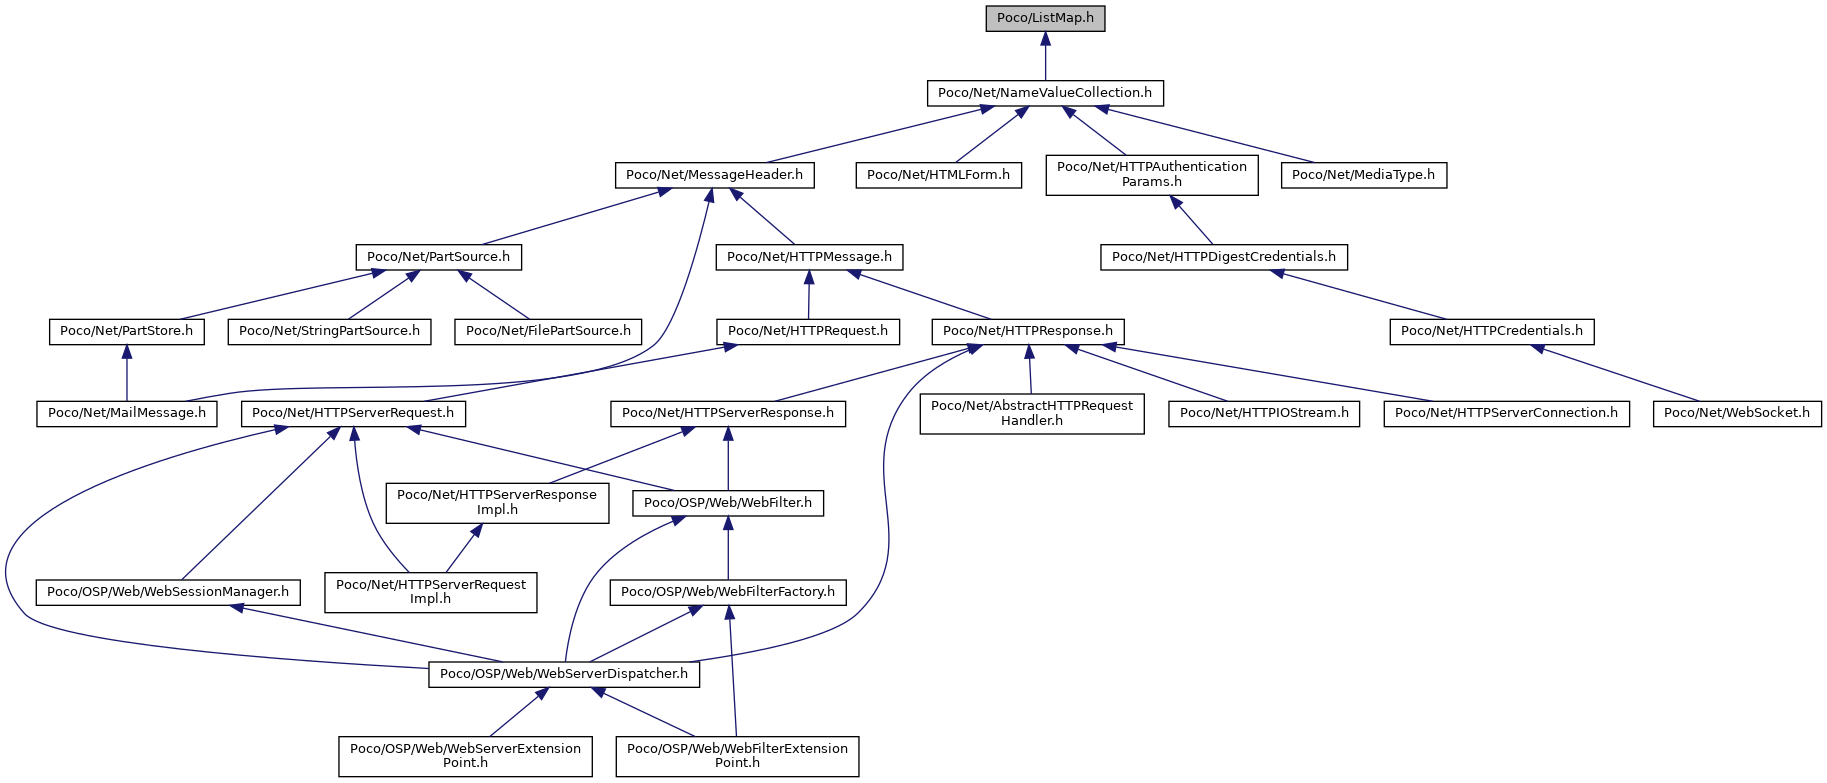 Poco/ListMap.h
Poco/Net/NameValueCollection.h
Poco/Net/MessageHeader.h
Poco/Net/HTMLForm.h
Poco/Net/HTTPAuthentication
Params.h
Poco/Net/MediaType.h
Poco/Net/PartSource.h
Poco/Net/HTTPMessage.h
Poco/Net/HTTPDigestCredentials.h
Poco/Net/PartStore.h
Poco/Net/StringPartSource.h
Poco/Net/FilePartSource.h
Poco/Net/HTTPRequest.h
Poco/Net/HTTPResponse.h
Poco/Net/HTTPCredentials.h
Poco/Net/MailMessage.h
Poco/Net/HTTPServerRequest.h
Poco/Net/HTTPServerResponse.h
Poco/Net/AbstractHTTPRequest
Handler.h
Poco/Net/HTTPIOStream.h
Poco/Net/HTTPServerConnection.h
Poco/Net/WebSocket.h
Poco/Net/HTTPServerResponse
Impl.h
Poco/OSP/Web/WebFilter.h
Poco/OSP/Web/WebSessionManager.h
Poco/Net/HTTPServerRequest
Impl.h
Poco/OSP/Web/WebFilterFactory.h
Poco/OSP/Web/WebServerDispatcher.h
Poco/OSP/Web/WebServerExtension
Point.h
Poco/OSP/Web/WebFilterExtension
Point.h